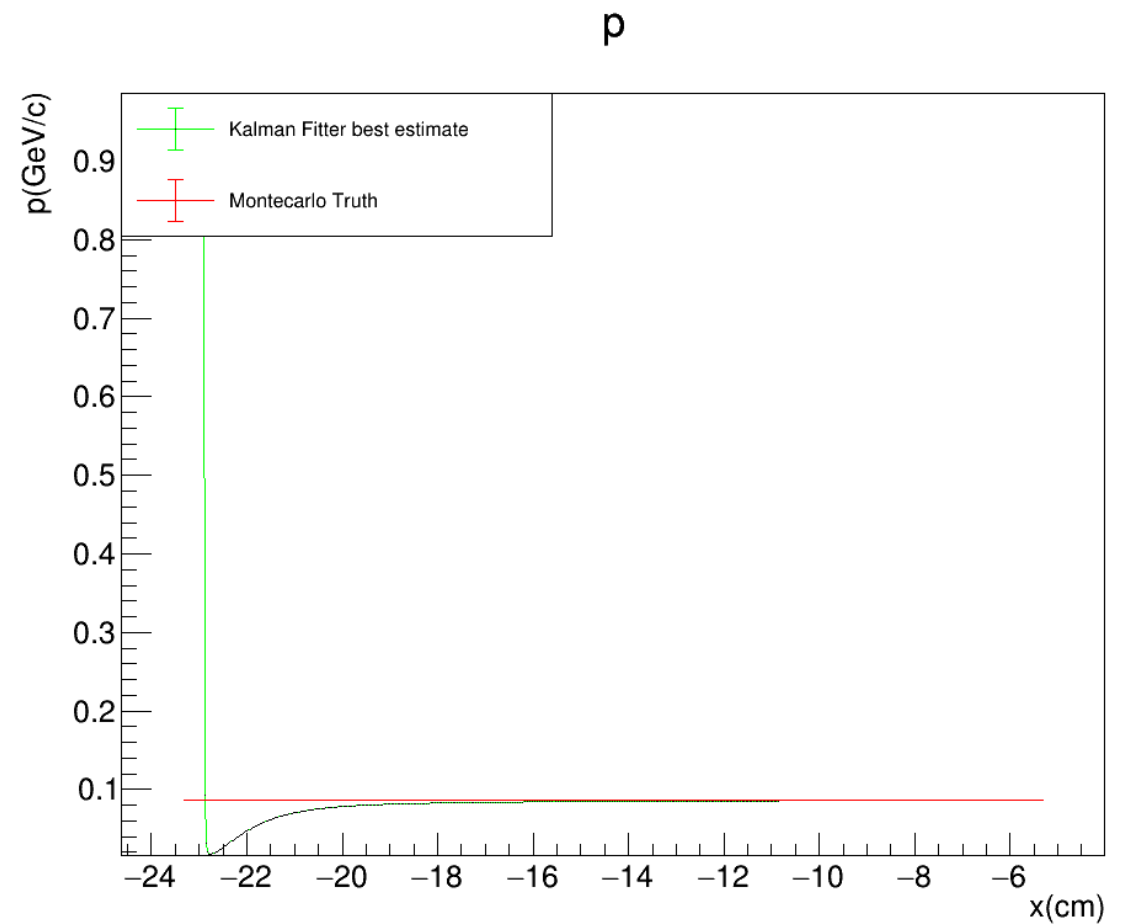 p
p(GeV/c)
Kalman Fitter best estimate
Montecarlo Truth
0.9
0.8
0.7
0.6
0.5
0.4
0.3
0.2
0.1
−24 −22 −20 −18 −16 −14 −12 −10 −8 −6
x(cm)